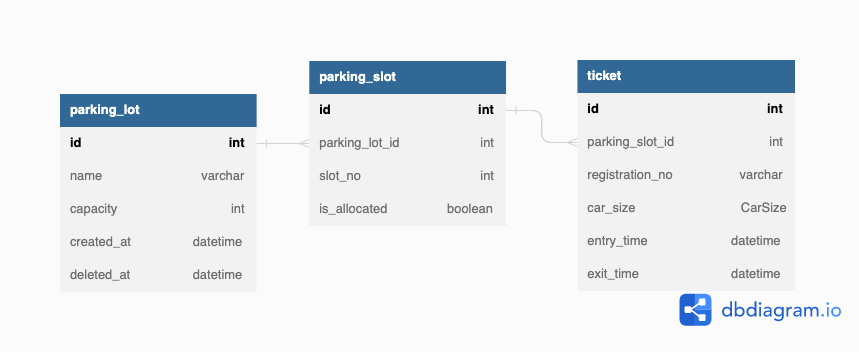 parking_lot
id int
name varchar
capacity int
created_at datetime
deleted_at datetime
parking_slot
id int
parking_lot_id int
slot_no int
is_allocated boolean
ticket
id int
parking_slot_id int
registration_no varchar
car_size CarSize
entry_time datetime
exit_time datetime
dbdiagram.io